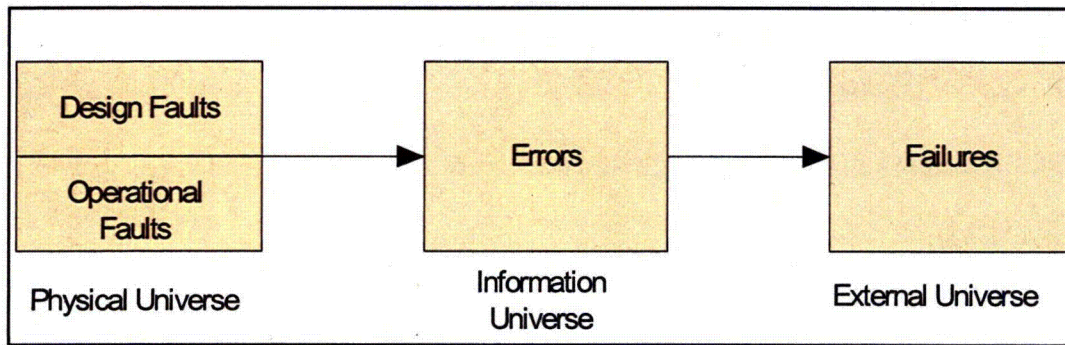 Design Faults
Operational
Faults
Errors
Failures
Physical Universe
Information
Universe
External Universe